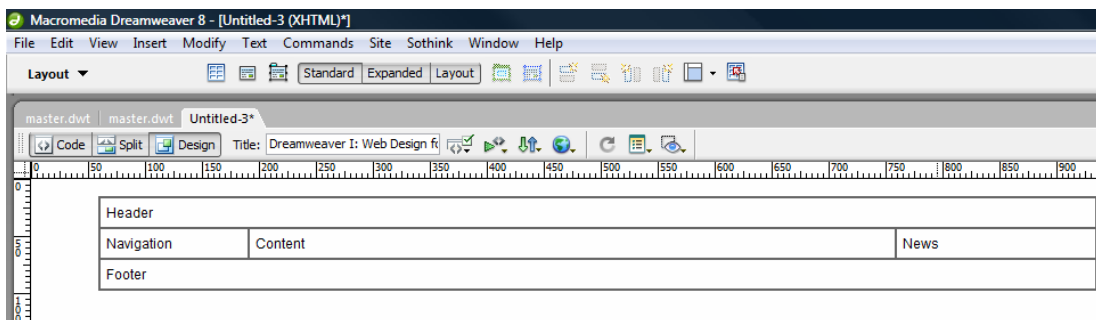 Macromedia Dreamweaver 8 - [Untitled-3 (XHTML)*]
File Edit View Insert Modify Text Commands Site Sothink Window Help
Layout Standard Expanded Layout
master.dwt master.dwt Untitled-3*
Code Split Design Title: Dreamweaver I: Web Design f
0 50 100 150 200 250 300 350 400 450 500 550 600 650 700 750 800 850 900
0
Header
50
Navigation Content News
Footer
100